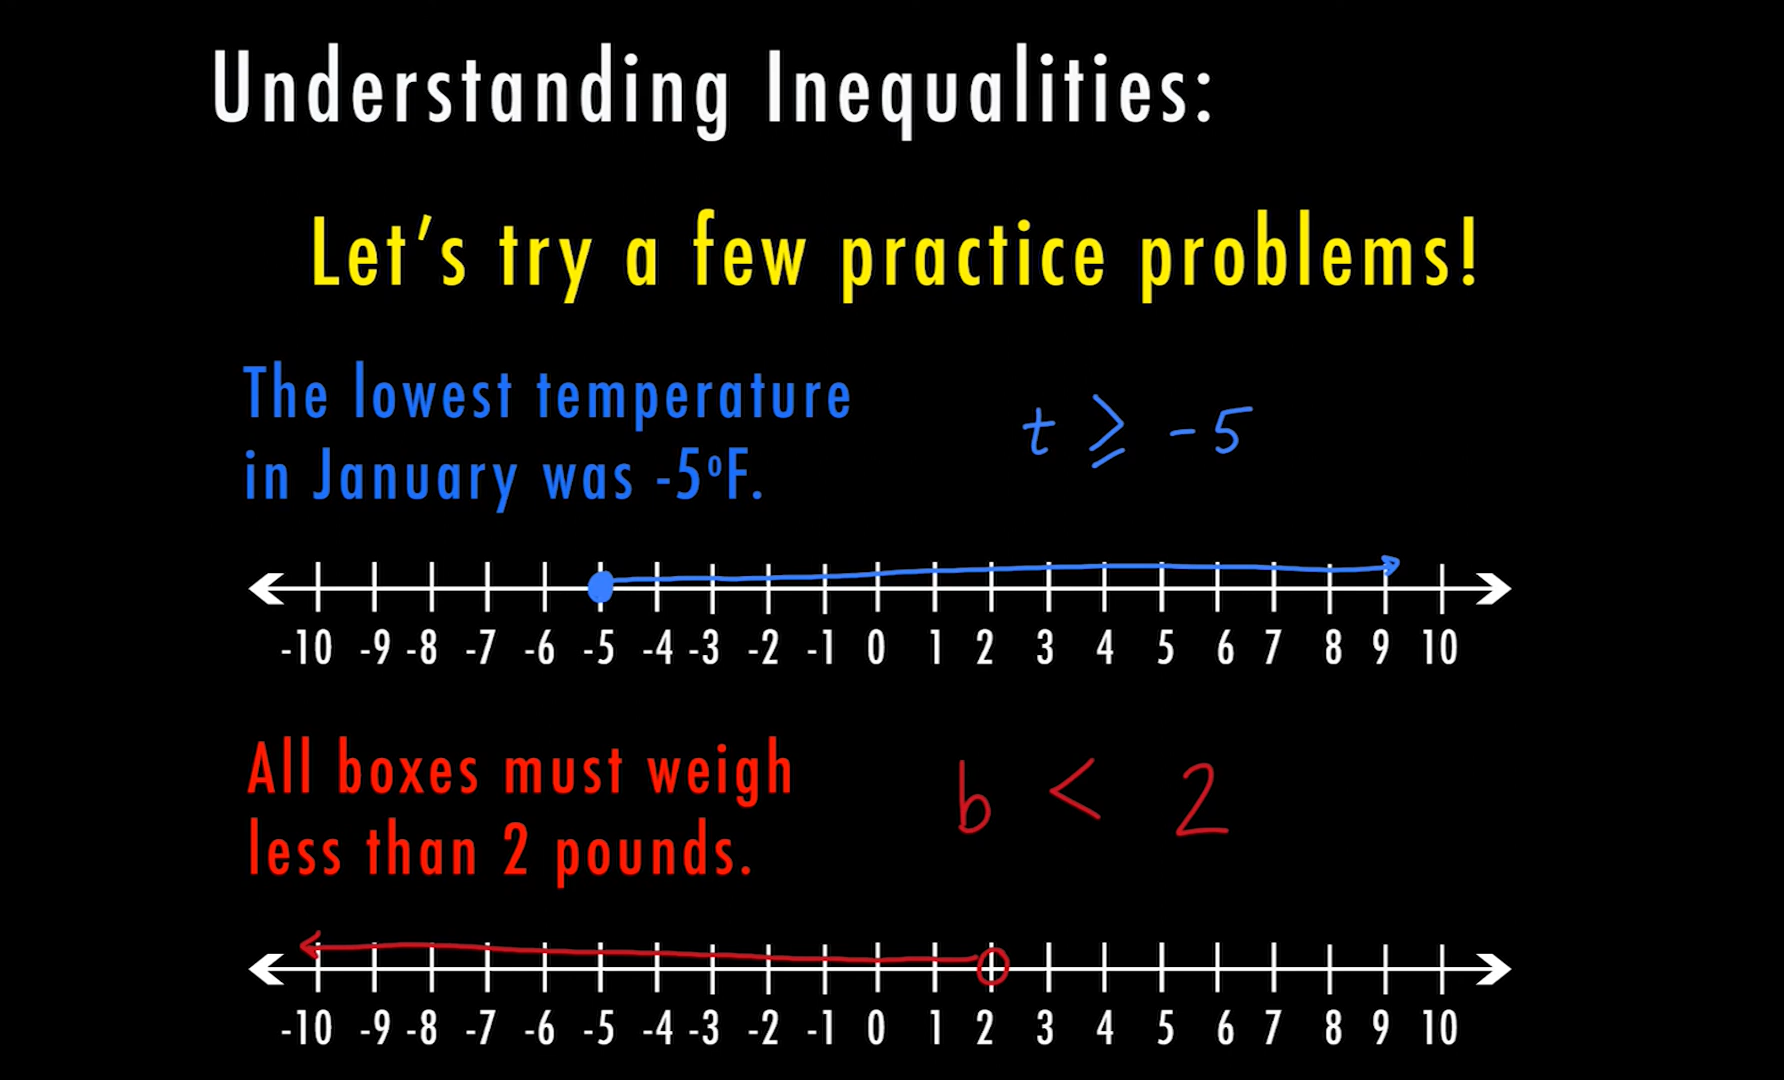 Understanding Inequalities:
Let’s try a few practice problems!
The lowest temperature
in January was -5ºF.
t ≥ -5
-10 -9 -8 -7 -6 -5 -4 -3 -2 -1 0 1 2 3 4 5 6 7 8 9 10
All boxes must weigh
less than 2 pounds.
b < 2
-10 -9 -8 -7 -6 -5 -4 -3 -2 -1 0 1 2 3 4 5 6 7 8 9 10